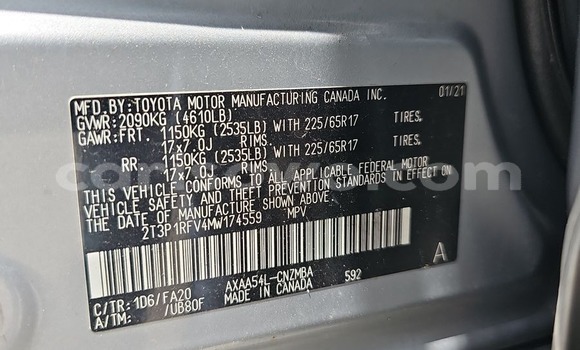 MFD.BY:TOYOTA MOTOR MANUFACTURING CANADA INC. 01/21
GVWR:2090KG (4610LB)
GAWR:FRT 1150KG (2535LB) WITH 225/65R17 TIRES,
17x7.0J RIMS.
RR 1150KG (2535LB) WITH 225/65R17 TIRES,
17x7.0J RIMS.
THIS VEHICLE CONFORMS TO ALL APPLICABLE FEDERAL MOTOR
VEHICLE SAFETY AND THEFT PREVENTION STANDARDS IN EFFECT ON
THE DATE OF MANUFACTURE SHOWN ABOVE.
2T3P1RFV4MW174559 MPV
A
C/TR:1D6/FA20 AXAA54L-CNZMBA 592
A/TM: /UB80F MADE IN CANADA